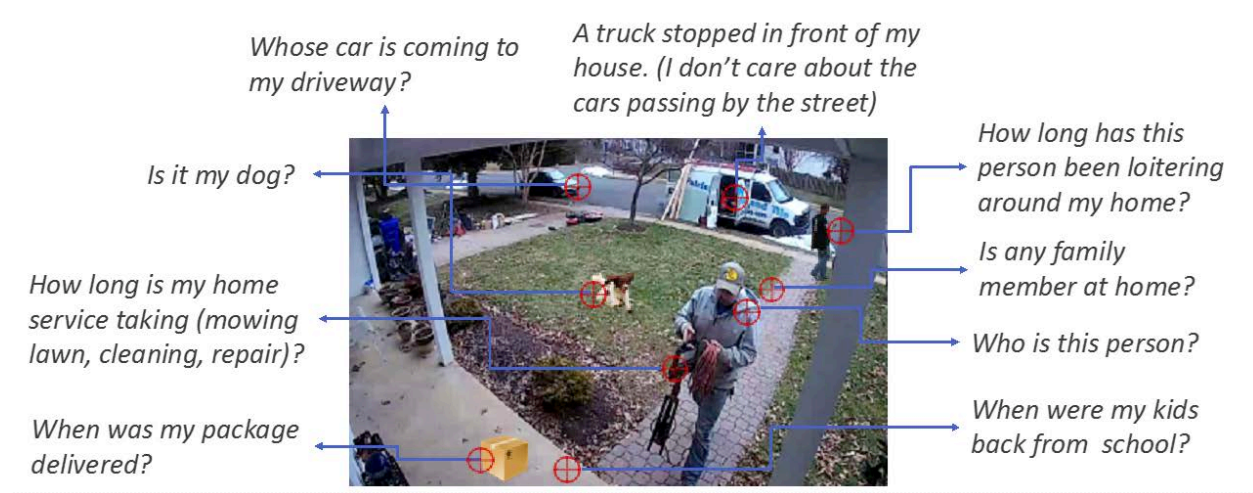 Whose car is coming to
my driveway?
A truck stopped in front of my
house. (I don't care about the
cars passing by the street)
Is it my dog?
How long has this
person been loitering
around my home?
How long is my home
service taking (mowing
lawn, cleaning, repair)?
Is any family
member at home?
Who is this person?
When was my package
delivered?
When were my kids
back from school?